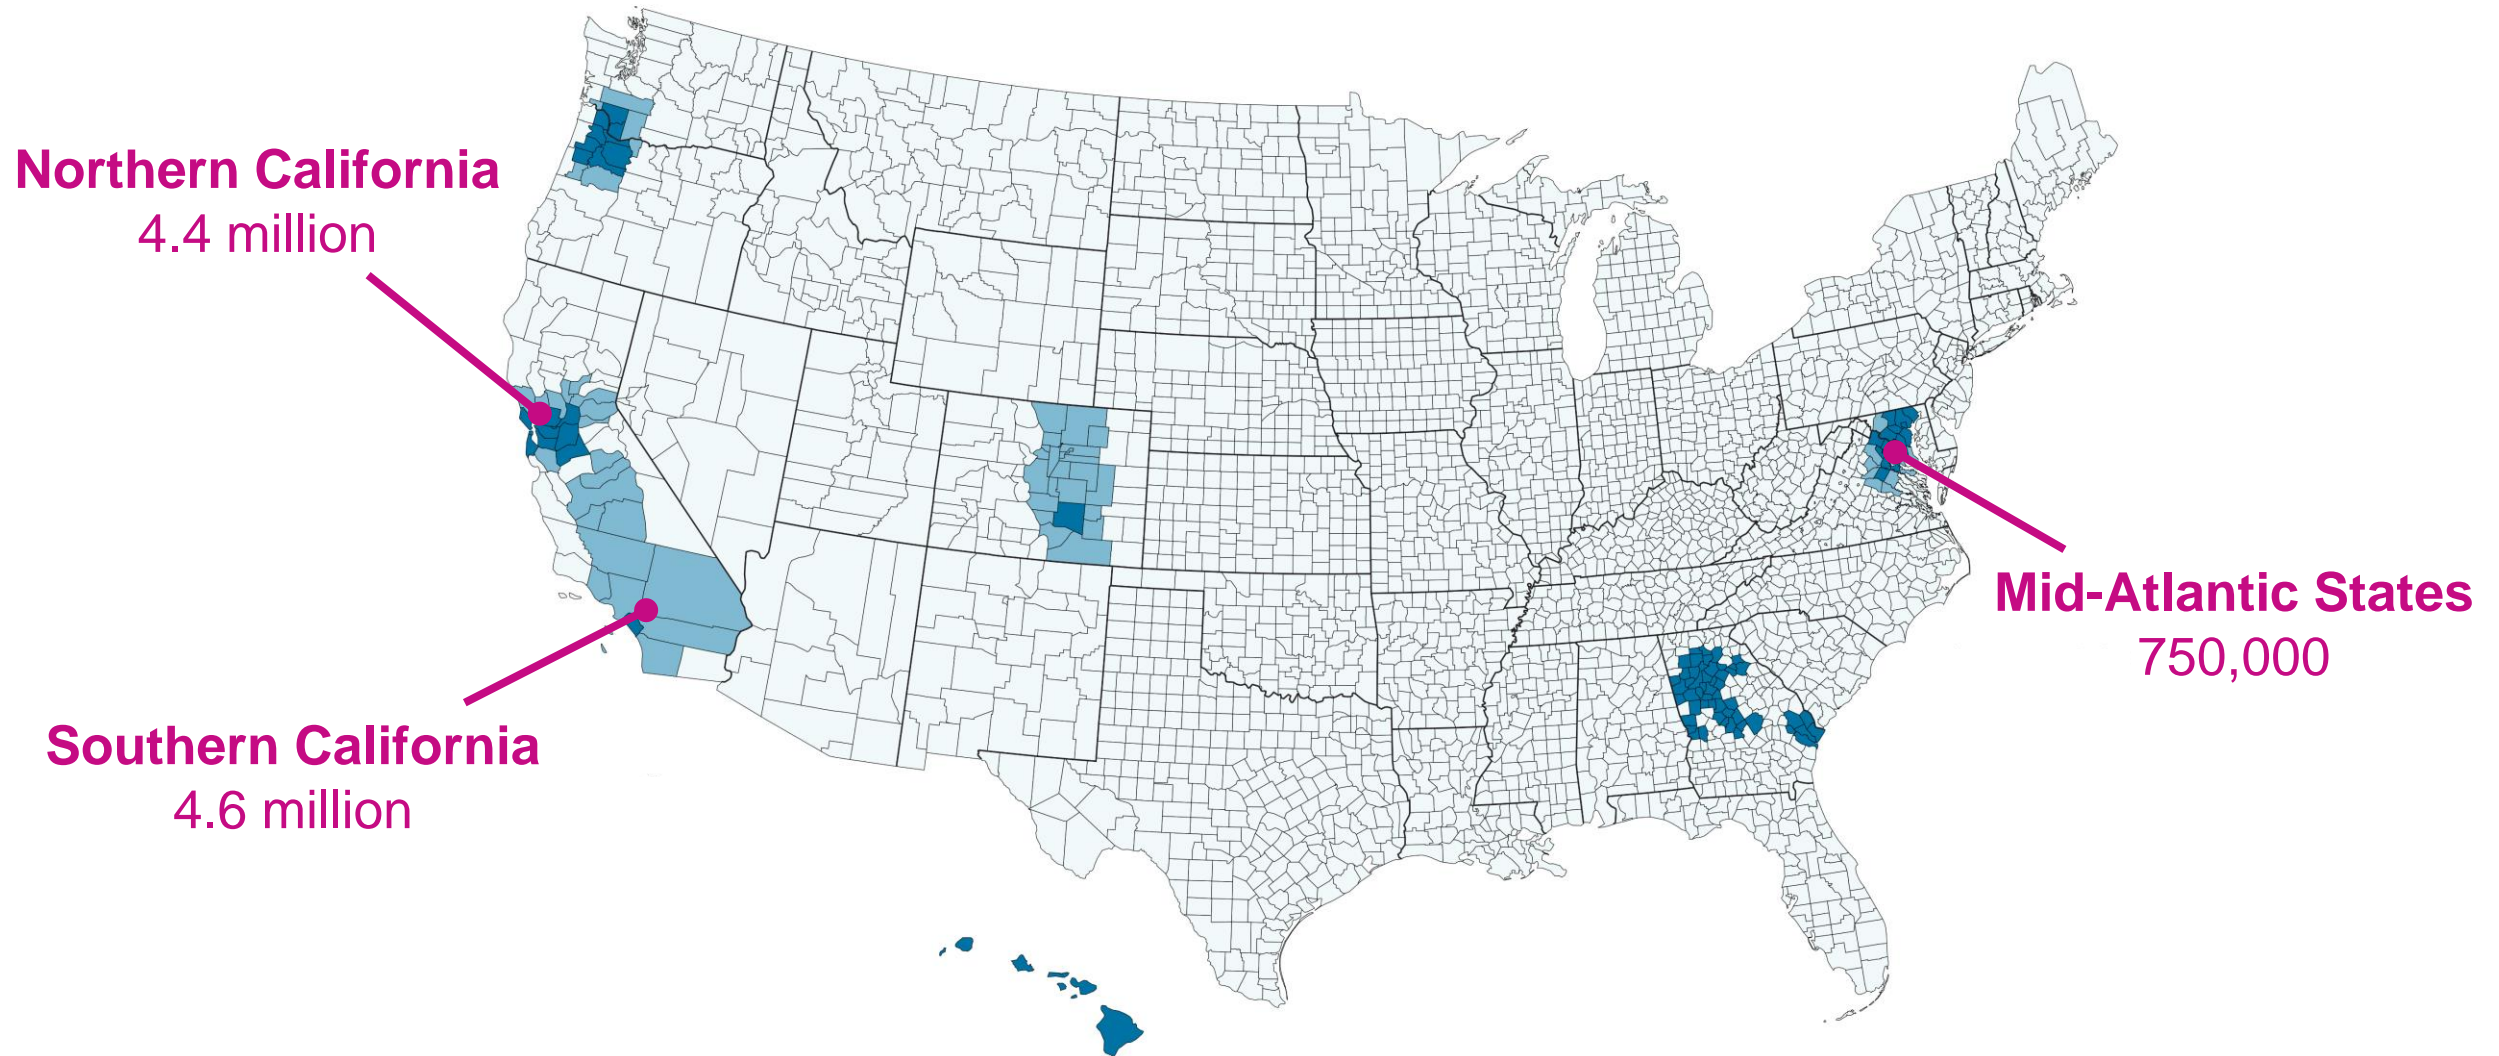 Northern California
4.4 million
Southern California
4.6 million
Mid-Atlantic States
750,000